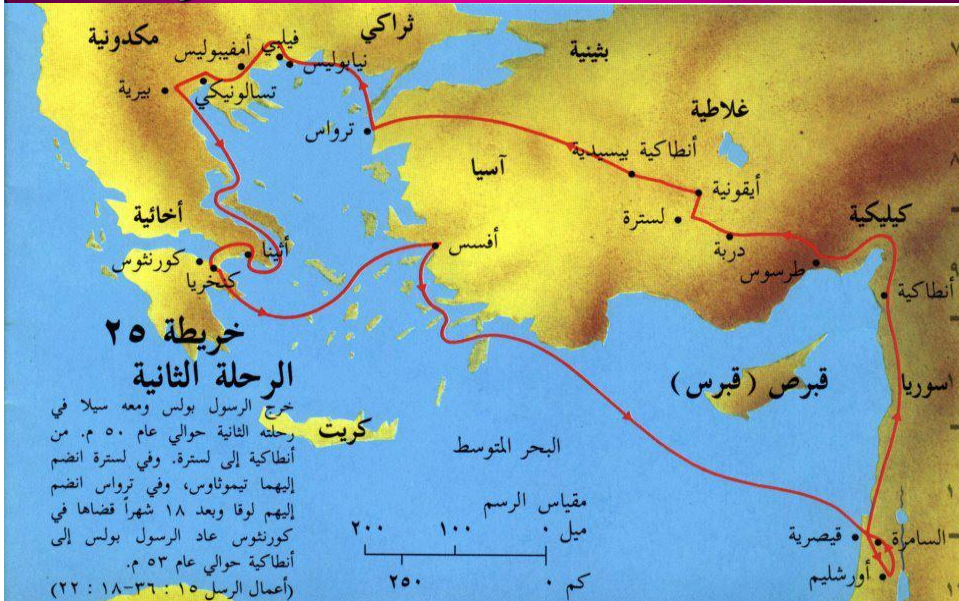 مكدونية
ثراكي
بثينية
فيلبي
أمفيبوليس
نيابوليس
تسالونيكي
بيرية
ترواس
غلاطية
أنطاكية بيسيدية
آسيا
أيقونية
لسترة
كيليكية
دربة
طرسوس
أخائية
أثينا
كورنثوس
كنخريا
أفسس
أنطاكية
سوريا
قبرص (قبرس)
كريت
البحر المتوسط
خريطة ٢٥
الرحلة الثانية
خرج الرسول بولس ومعه سيلا في
رحلته الثانية حوالي عام ٥٠ م. من
أنطاكية إلى لسترة. وفي لسترة انضم
إليهما تيموثاوس، وفي ترواس انضم
إليهم لوقا وبعد ١٨ شهراً قضاها في
كورنثوس عاد الرسول بولس إلى
أنطاكية حوالي عام ٥٣ م.
(أعمال الرسل ١٥ : ٣٦-١٨ : ٢٢)
مقياس الرسم
ميل ٠ ١٠٠ ٢٠٠
كم ٠ ٢٥٠
قيصرية
السامرة
أورشليم
٧
٨
٩